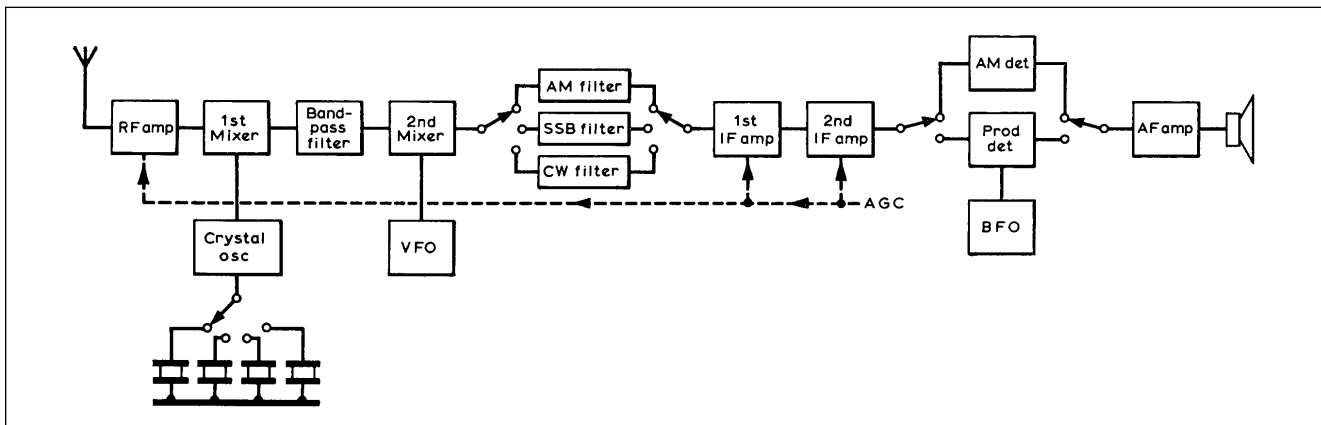 RF amp
1st
Mixer
Band-
pass
filter
2nd
Mixer
AM filter
SSB filter
CW filter
1st
IF amp
2nd
IF amp
AM det
Prod
det
AF amp
AGC
Crystal
osc
VFO
BFO